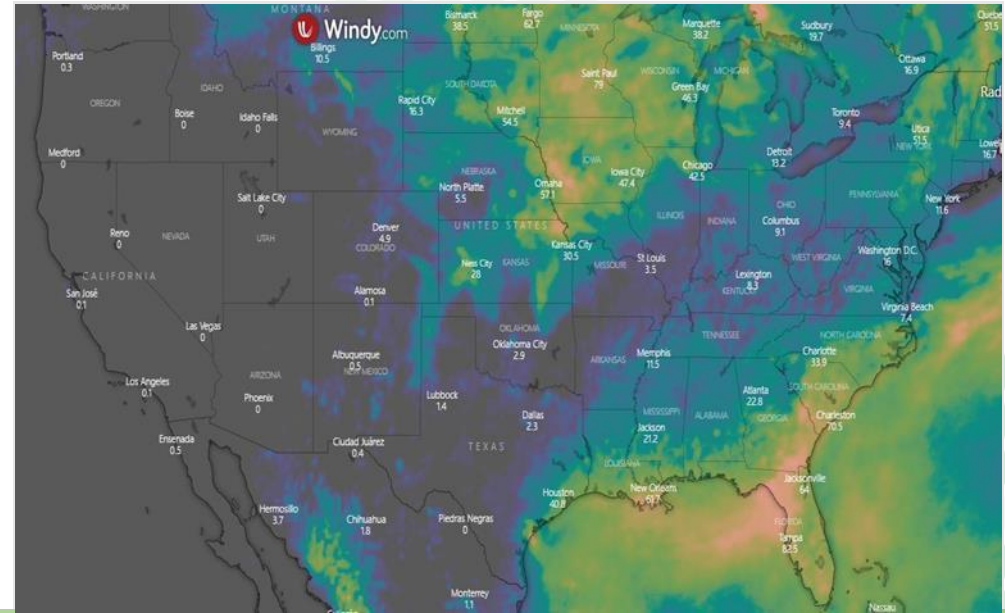 WASHINGTON
MONTANA
Windy.com
Bismarck
38.5
Fargo
62.7
MINNESOTA
Marquette
38.2
Sudbury
19.7
Quebe
51.5
Portland
0.3
Billings
10.5
Ottawa
16.9
Rad
IDAHO
OREGON
Boise
0
Idaho Falls
0
WYOMING
SOUTH DAKOTA
Rapid City
16.3
Mitchell
54.5
Saint Paul
79
WISCONSIN
MICHIGAN
Green Bay
46.3
Toronto
9.4
Utica
51.5
NEW YORK
Lowel
16.7
Medford
0
Detroit
13.2
Chicago
42.5
IOWA
Iowa City
47.4
NEBRASKA
North Platte
5.5
Omaha
57.1
Salt Lake City
0
PENNSYLVANIA
New York
11.6
UNITED STATES
ILLINOIS
INDIANA
OHIO
Columbus
9.1
Reno
0
NEVADA
UTAH
Denver
4.9
COLORADO
Kansas City
30.5
MISSOURI
St Louis
3.5
Washington D.C.
16
WEST VIRGINIA
Ness City
28
KANSAS
CALIFORNIA
San José
0.1
Alamosa
0.1
Lexington
8.3
KENTUCKY
VIRGINIA
Virginia Beach
7.4
Las Vegas
0
OKLAHOMA
Oklahoma City
2.9
TENNESSEE
NORTH CAROLINA
Albuquerque
0.5
NEW MEXICO
ARKANSAS
Memphis
11.5
Charlotte
33.9
Los Angeles
0.1
ARIZONA
Phoenix
0
Lubbock
1.4
Atlanta
22.8
SOUTH CAROLINA
Dallas
2.3
MISSISSIPPI
ALABAMA
GEORGIA
Charleston
70.5
Jackson
21.2
Ensenada
0.5
Ciudad Juárez
0.4
TEXAS
LOUISIANA
Houston
40.8
New Orleans
Jacksonville
64
Hermosillo
3.7
Chihuahua
1.8
Piedras Negras
0
FLORIDA
Tampa
82.5
Monterrey
1.1
Nassau